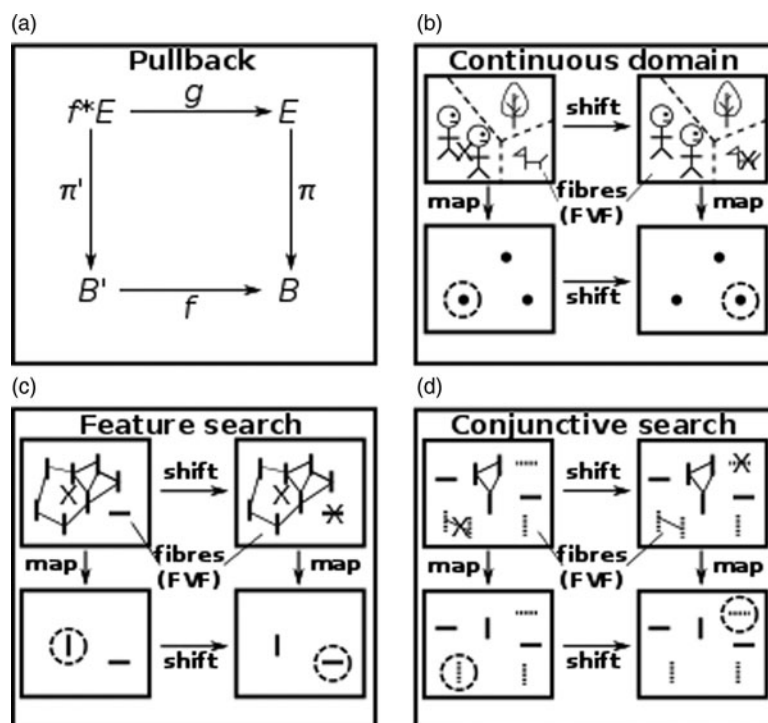 (a)
Pullback
f*E
g
E
π'
π
B'
f
B
(b)
Continuous domain
shift
map
fibres
(FVF)
map
shift
(c)
Feature search
shift
map
fibres
(FVF)
map
shift
(d)
Conjunctive search
shift
map
fibres
(FVF)
map
shift